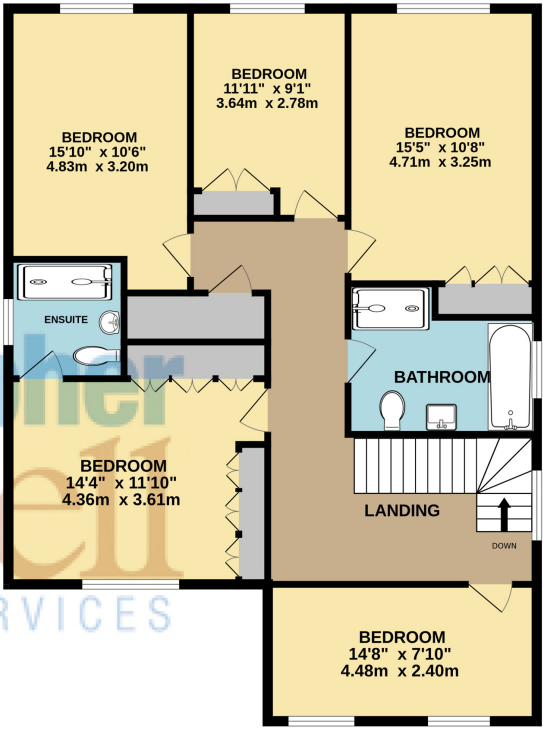 BEDROOM
11'11" x 9'1"
3.64m x 2.78m
BEDROOM
15'10" x 10'6"
4.83m x 3.20m
BEDROOM
15'5" x 10'8"
4.71m x 3.25m
ENSUITE
BATHROOM
BEDROOM
14'4" x 11'10"
4.36m x 3.61m
LANDING
DOWN
BEDROOM
14'8" x 7'10"
4.48m x 2.40m